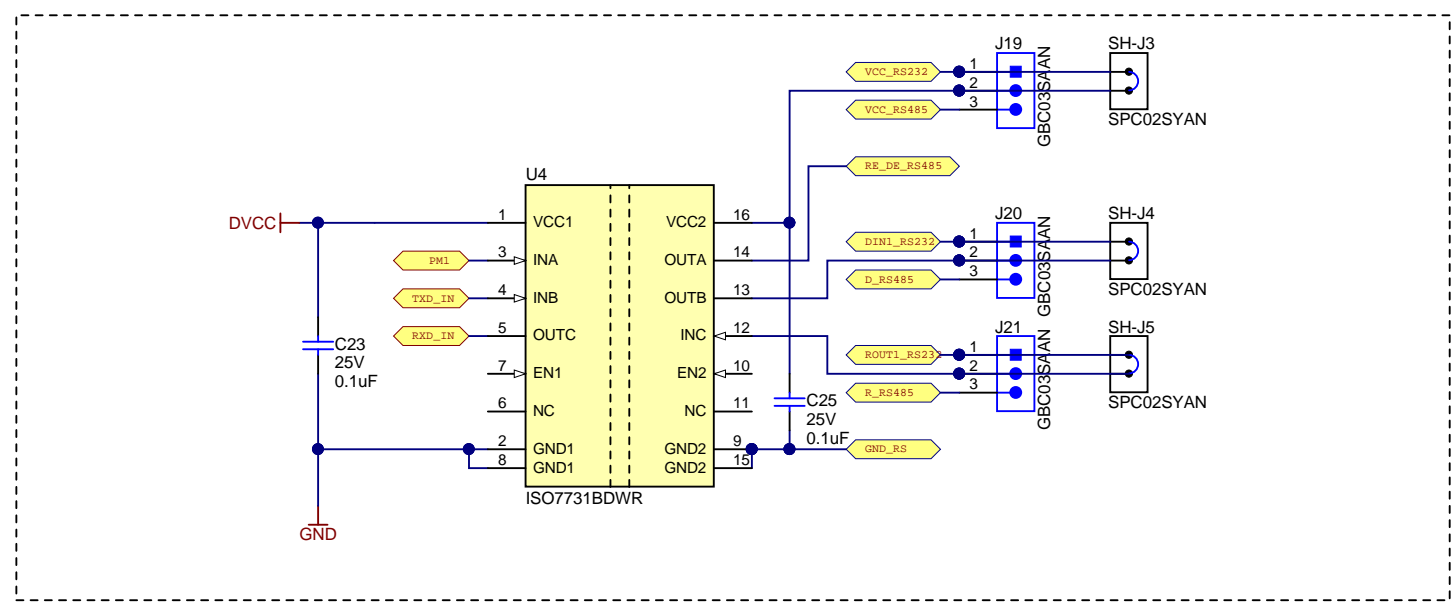 J19
SH-J3
VCC_RS232
1
2
VCC_RS485
3
GBC03SAAN
SPC02SYAN
RE_DE_RS485
U4
DVCC
1
VCC1
VCC2
16
J20
SH-J4
DIN1_RS232
1
2
D_RS485
3
GBC03SAAN
SPC02SYAN
PM1
3
INA
OUTA
14
TXD_IN
4
INB
OUTB
13
RXD_IN
5
OUTC
INC
12
J21
SH-J5
ROUT1_RS232
1
2
R_RS485
3
GBC03SAAN
SPC02SYAN
C23
25V
0.1uF
7
EN1
EN2
10
6
NC
NC
11
C25
25V
0.1uF
2
GND1
GND2
9
GND_RS
8
GND1
GND2
15
ISO7731BDWR
GND